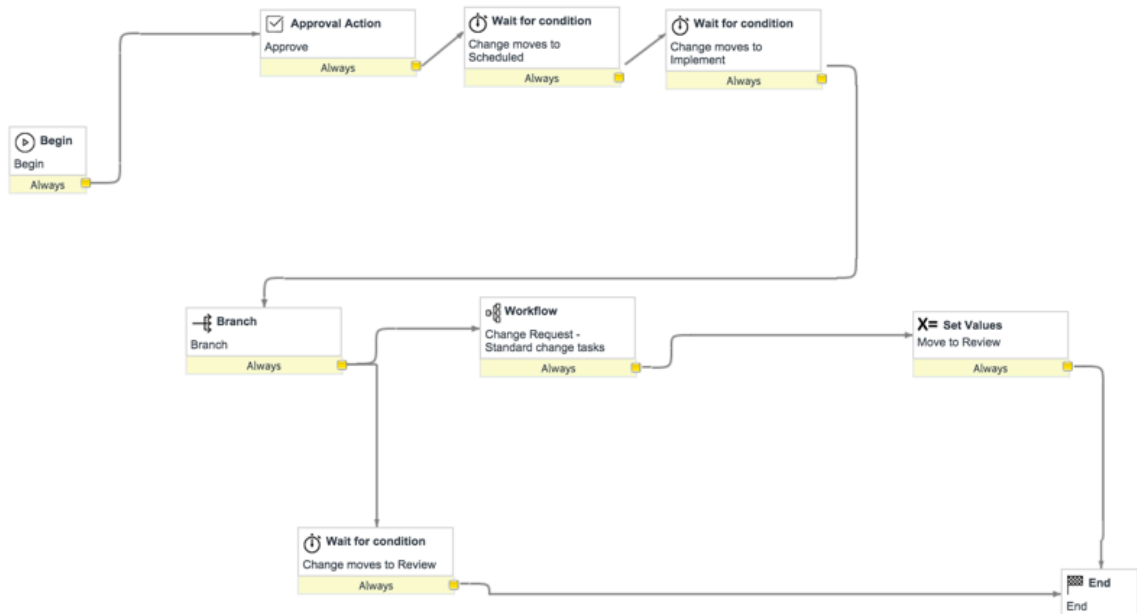 Approval Action
Approve
Always
Wait for condition
Change moves to
Scheduled
Always
Wait for condition
Change moves to
Implement
Always
Begin
Begin
Always
Branch
Branch
Always
Workflow
Change Request -
Standard change tasks
Always
X= Set Values
Move to Review
Always
Wait for condition
Change moves to Review
Always
End
End